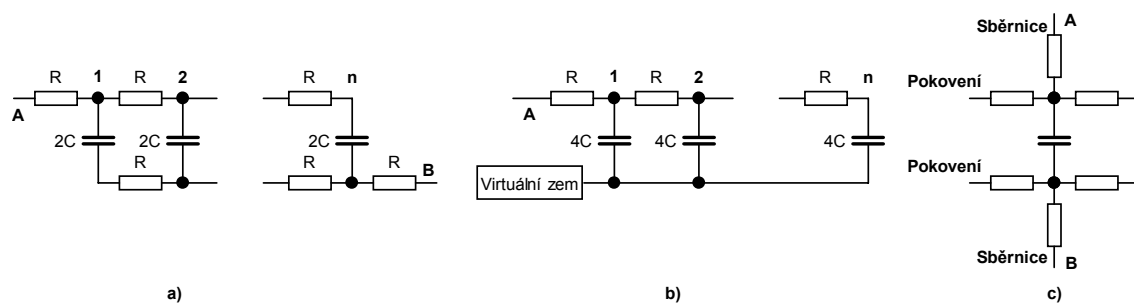 R 1 R 2 R n
A 2C 2C 2C
R R R B
a)
R 1 R 2 R n
A 4C 4C 4C
Virtuální zem
b)
Sběrnice A
Pokovení
Pokovení
Sběrnice B
c)